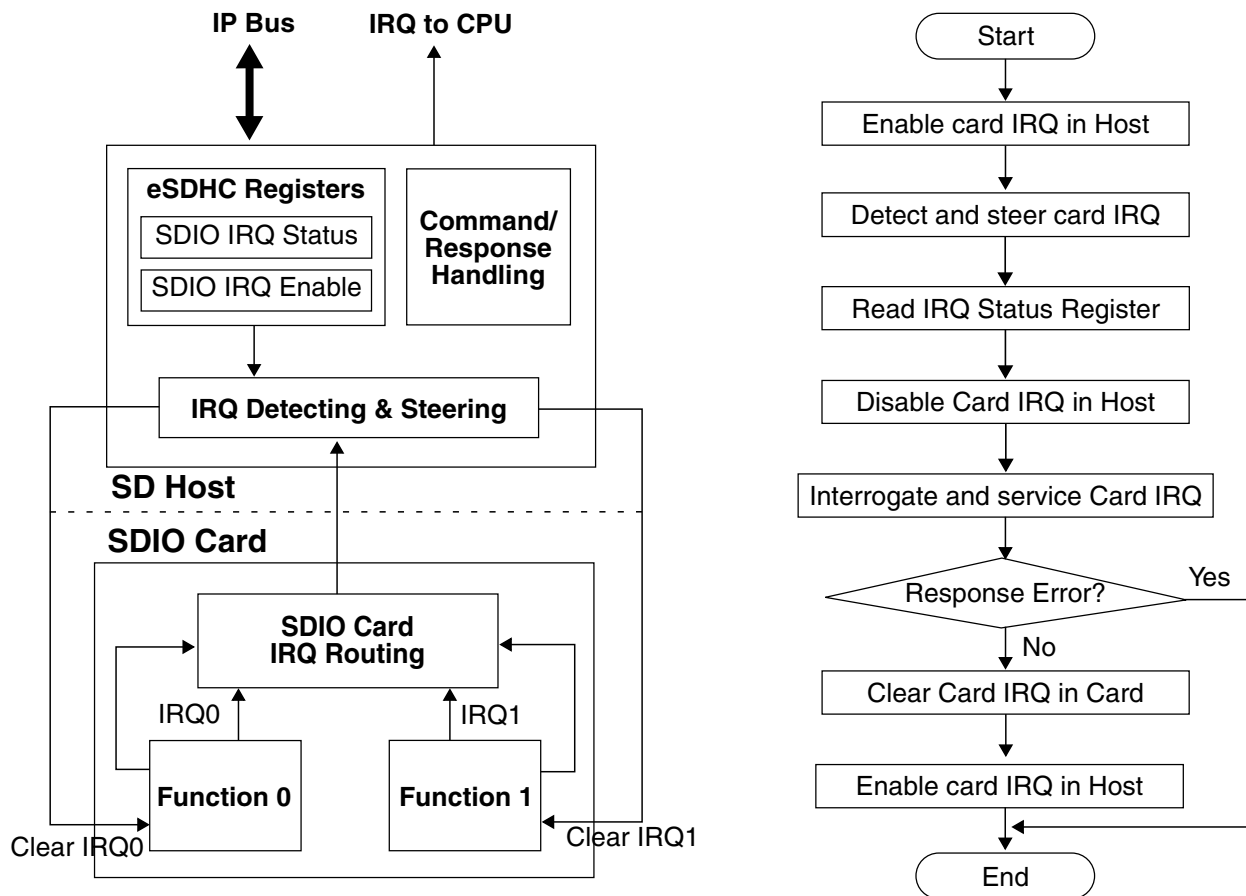 IP Bus
IRQ to CPU
eSDHC Registers
SDIO IRQ Status
SDIO IRQ Enable
Command/
Response
Handling
IRQ Detecting & Steering
SD Host
SDIO Card
SDIO Card
IRQ Routing
IRQ0
IRQ1
Function 0
Function 1
Clear IRQ0
Clear IRQ1
Start
Enable card IRQ in Host
Detect and steer card IRQ
Read IRQ Status Register
Disable Card IRQ in Host
Interrogate and service Card IRQ
Response Error?
Yes
No
Clear Card IRQ in Card
Enable card IRQ in Host
End